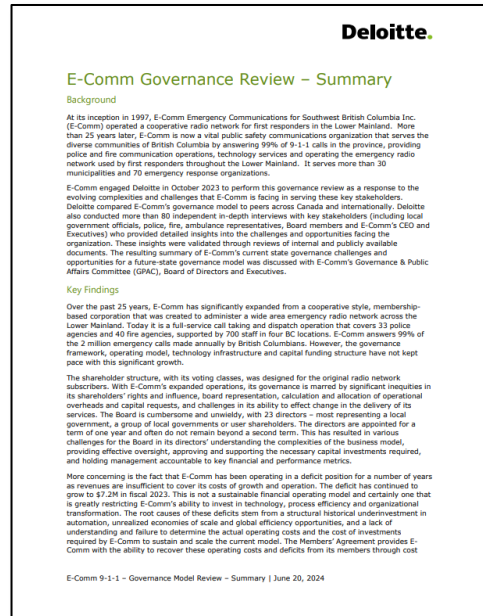 Deloitte.
E-Comm Governance Review – Summary
Background
At its inception in 1997, E-Comm Emergency Communications for Southwest British Columbia Inc.
(E-Comm) operated a cooperative radio network for first responders in the Lower Mainland. More
than 25 years later, E-Comm is now a vital public safety communications organization that serves the
diverse communities of British Columbia by answering 99% of 9-1-1 calls in the province, providing
police and fire communication operations, technology services and operating the emergency radio
network used by first responders throughout the Lower Mainland. It serves more than 30
municipalities and 70 emergency response organizations.
E-Comm engaged Deloitte in October 2023 to perform this governance review as a response to the
evolving complexities and challenges that E-Comm is facing in serving these key stakeholders.
Deloitte compared E-Comm's governance model to peers across Canada and internationally. Deloitte
also conducted more than 80 independent in-depth interviews with key stakeholders (including local
government officials, police, fire, ambulance representatives, Board members and E-Comm's CEO and
Executives) who provided detailed insights into the challenges and opportunities facing the
organization. These insights were validated through reviews of internal and publicly available
documents. The resulting summary of E-Comm's current state governance challenges and
opportunities for a future-state governance model was discussed with E-Comm's Governance & Public
Affairs Committee (GPAC), Board of Directors and Executives.
Key Findings
Over the past 25 years, E-Comm has significantly expanded from a cooperative style, membership-
based corporation that was created to administer a wide area emergency radio network across the
Lower Mainland. Today it is a full-service call taking and dispatch operation that covers 33 police
agencies and 40 fire agencies, supported by 700 staff in four BC locations. E-Comm answers 99% of
the 2 million emergency calls made annually by British Columbians. However, the governance
framework, operating model, technology infrastructure and capital funding structure have not kept
pace with this significant growth.
The shareholder structure, with its voting classes, was designed for the original radio network
subscribers. With E-Comm's expanded operations, its governance is marred by significant inequities in
its shareholders' rights and influence, board representation, calculation and allocation of operational
overheads and capital requests, and challenges in its ability to effect change in the delivery of its
services. The Board is cumbersome and unwieldy, with 23 directors – most representing a local
government, a group of local governments or user shareholders. The directors are appointed for a
term of one year and often do not remain beyond a second term. This has resulted in various
challenges for the Board in its directors' understanding the complexities of the business model,
providing effective oversight, approving and supporting the necessary capital investments required,
and holding management accountable to key financial and performance metrics.
More concerning is the fact that E-Comm has been operating in a deficit position for a number of years
as revenues are insufficient to cover its costs of growth and operation. The deficit has continued to
grow to $7.2M in fiscal 2023. This is not a sustainable financial operating model and certainly one that
is greatly restricting E-Comm's ability to invest in technology, process efficiency and organizational
transformation. The root causes of these deficits stem from a structural historical underinvestment in
automation, unrealized economies of scale and global efficiency opportunities, and a lack of
understanding and failure to determine the actual operating costs and the cost of investments
required by E-Comm to sustain and scale the current model. The Members' Agreement provides E-
Comm with the ability to recover these operating costs and deficits from its members through cost
E-Comm 9-1-1 – Governance Model Review – Summary | June 20, 2024